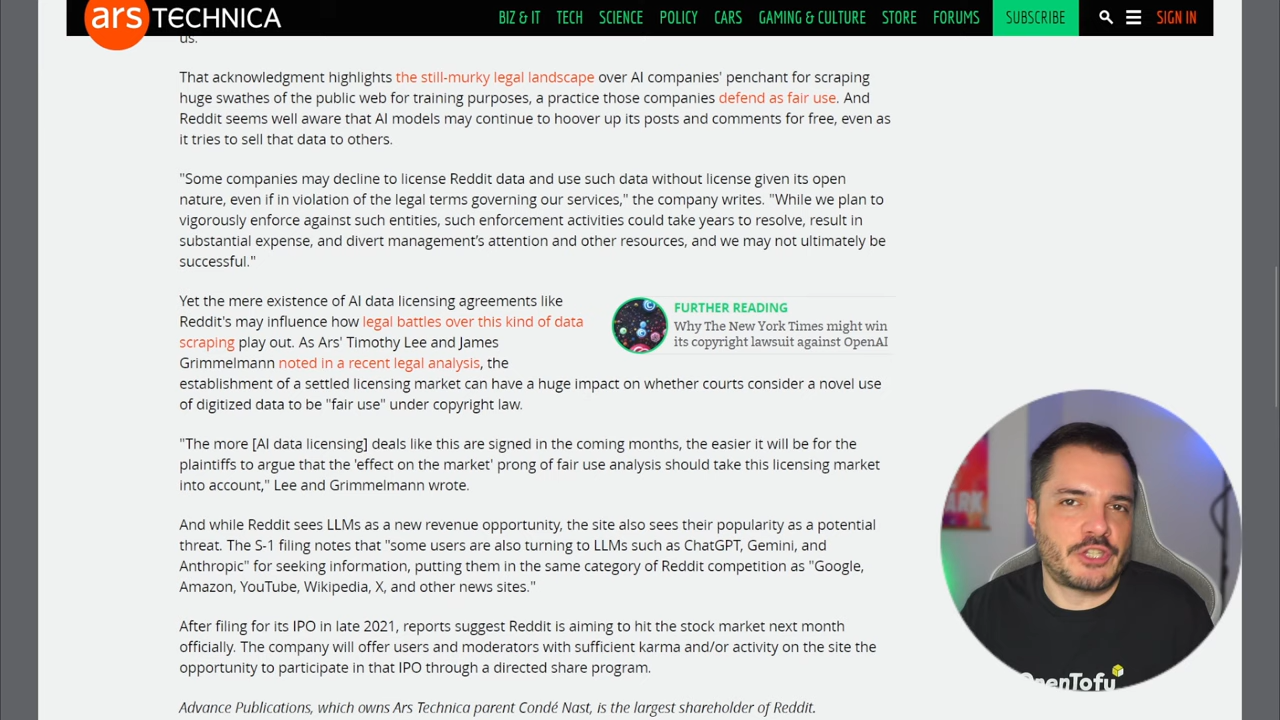 ars TECHNICA
BIZ & IT TECH SCIENCE POLICY CARS GAMING & CULTURE STORE FORUMS SUBSCRIBE SIGN IN
us.
That acknowledgment highlights the still-murky legal landscape over AI companies' penchant for scraping
huge swathes of the public web for training purposes, a practice those companies defend as fair use. And
Reddit seems well aware that AI models may continue to hoover up its posts and comments for free, even as
it tries to sell that data to others.
"Some companies may decline to license Reddit data and use such data without license given its open
nature, even if in violation of the legal terms governing our services," the company writes. "While we plan to
vigorously enforce against such entities, such enforcement activities could take years to resolve, result in
substantial expense, and divert management's attention and other resources, and we may not ultimately be
successful."
Yet the mere existence of AI data licensing agreements like
Reddit's may influence how legal battles over this kind of data
scraping play out. As Ars' Timothy Lee and James
Grimmelmann noted in a recent legal analysis, the
establishment of a settled licensing market can have a huge impact on whether courts consider a novel use
of digitized data to be "fair use" under copyright law.
FURTHER READING
Why The New York Times might win
its copyright lawsuit against OpenAI
"The more [AI data licensing] deals like this are signed in the coming months, the easier it will be for the
plaintiffs to argue that the 'effect on the market' prong of fair use analysis should take this licensing market
into account," Lee and Grimmelmann wrote.
And while Reddit sees LLMs as a new revenue opportunity, the site also sees their popularity as a potential
threat. The S-1 filing notes that "some users are also turning to LLMs such as ChatGPT, Gemini, and
Anthropic" for seeking information, putting them in the same category of Reddit competition as "Google,
Amazon, YouTube, Wikipedia, X, and other news sites."
After filing for its IPO in late 2021, reports suggest Reddit is aiming to hit the stock market next month
officially. The company will offer users and moderators with sufficient karma and/or activity on the site the
opportunity to participate in that IPO through a directed share program.
Advance Publications, which owns Ars Technica parent Condé Nast, is the largest shareholder of Reddit.
OpenTofu